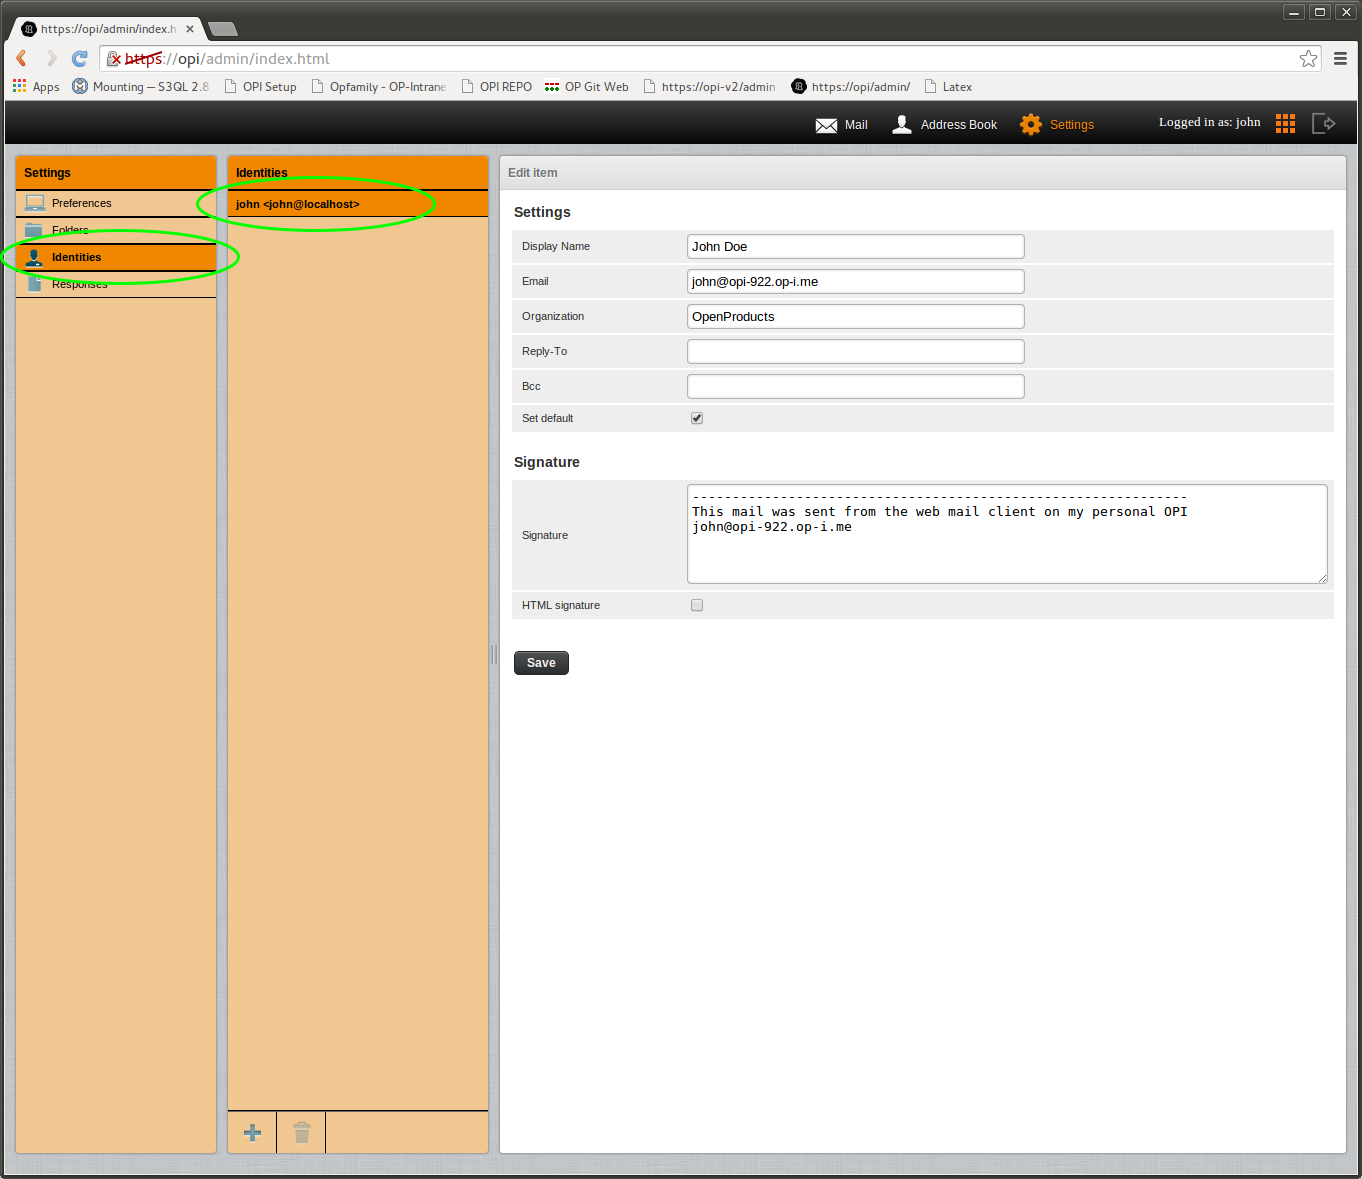 https://opi/admin/index.h
https://opi/admin/index.html
Apps
Mounting — S3QL 2.8
OPI Setup
Opfamily - OP-Intrane
OPI REPO
OP Git Web
https://opi-v2/admin
https://opi/admin/
Latex
Mail
Address Book
Settings
Logged in as: john
Settings
Preferences
Folders
Identities
Responses
Identities
john <john@localhost>
Edit item
Settings
Display Name
John Doe
Email
john@opi-922.op-i.me
Organization
OpenProducts
Reply-To
Bcc
Set default
Signature
Signature
--------------------------------------------------------------
This mail was sent from the web mail client on my personal OPI
john@opi-922.op-i.me
HTML signature
Save